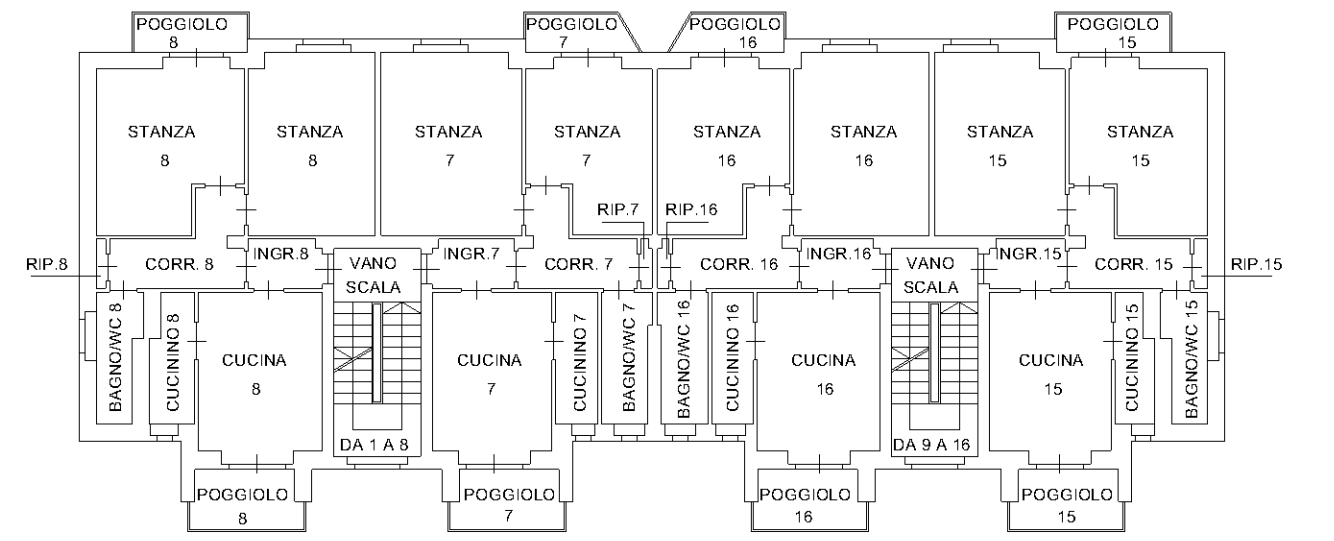 POGGIOLO
8
POGGIOLO
7
POGGIOLO
16
POGGIOLO
15
STANZA
8
STANZA
8
STANZA
7
STANZA
7
STANZA
16
STANZA
16
STANZA
15
STANZA
15
RIP.7
RIP.16
RIP.8
CORR. 8
INGR.8
VANO
SCALA
INGR.7
CORR. 7
CORR. 16
INGR.16
VANO
SCALA
INGR.15
CORR. 15
RIP.15
BAGNO/WC 8
CUCININO 8
CUCINA
8
CUCINA
7
CUCININO 7
BAGNO/WC 7
BAGNO/WC 16
CUCININO 16
CUCINA
16
CUCINA
15
CUCININO 15
BAGNO/WC 15
DA 1 A 8
DA 9 A 16
POGGIOLO
8
POGGIOLO
7
POGGIOLO
16
POGGIOLO
15